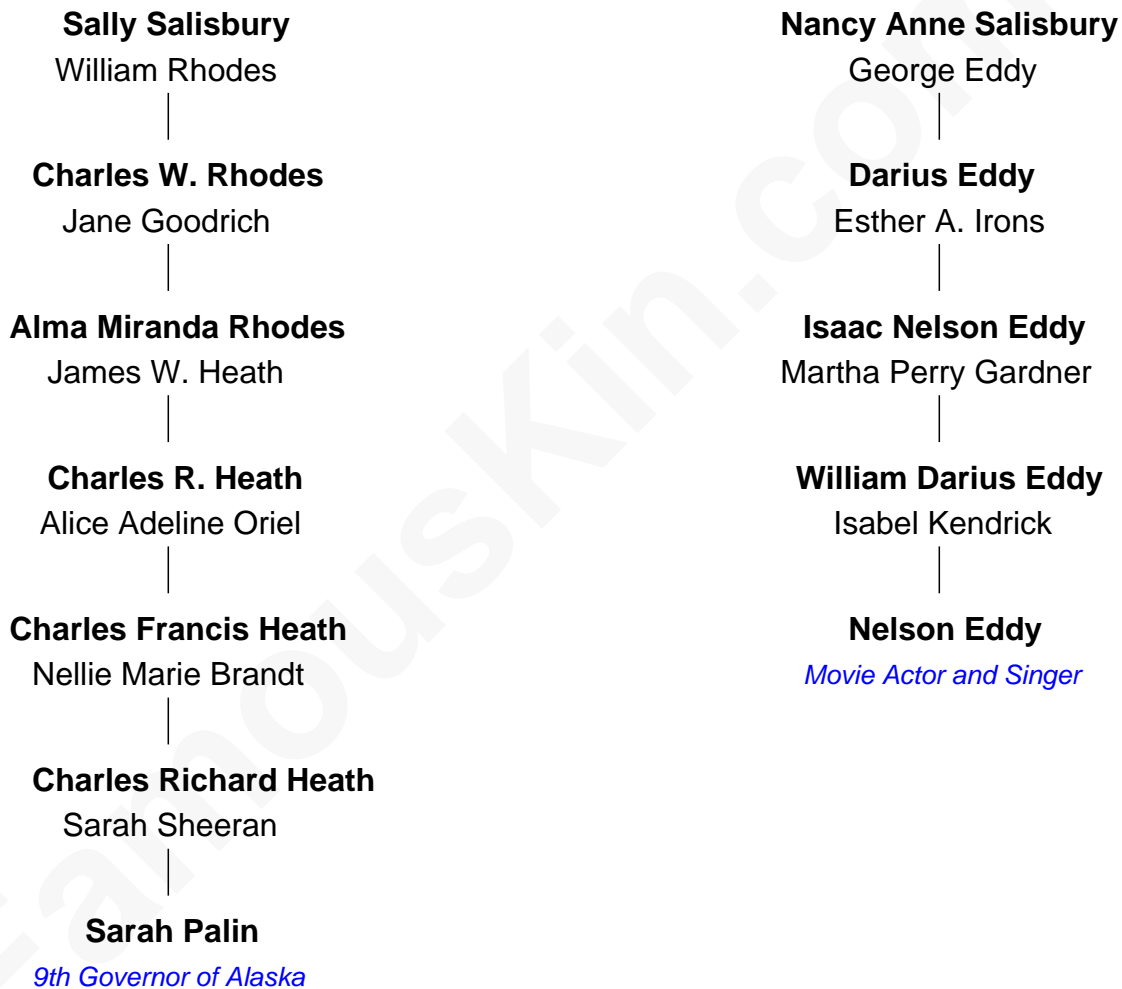 Sally Salisbury
William Rhodes
Charles W. Rhodes
Jane Goodrich
Alma Miranda Rhodes
James W. Heath
Charles R. Heath
Alice Adeline Oriel
Charles Francis Heath
Nellie Marie Brandt
Charles Richard Heath
Sarah Sheeran
Sarah Palin
9th Governor of Alaska
Nancy Anne Salisbury
George Eddy
Darius Eddy
Esther A. Irons
Isaac Nelson Eddy
Martha Perry Gardner
William Darius Eddy
Isabel Kendrick
Nelson Eddy
Movie Actor and Singer
FamousKin.com